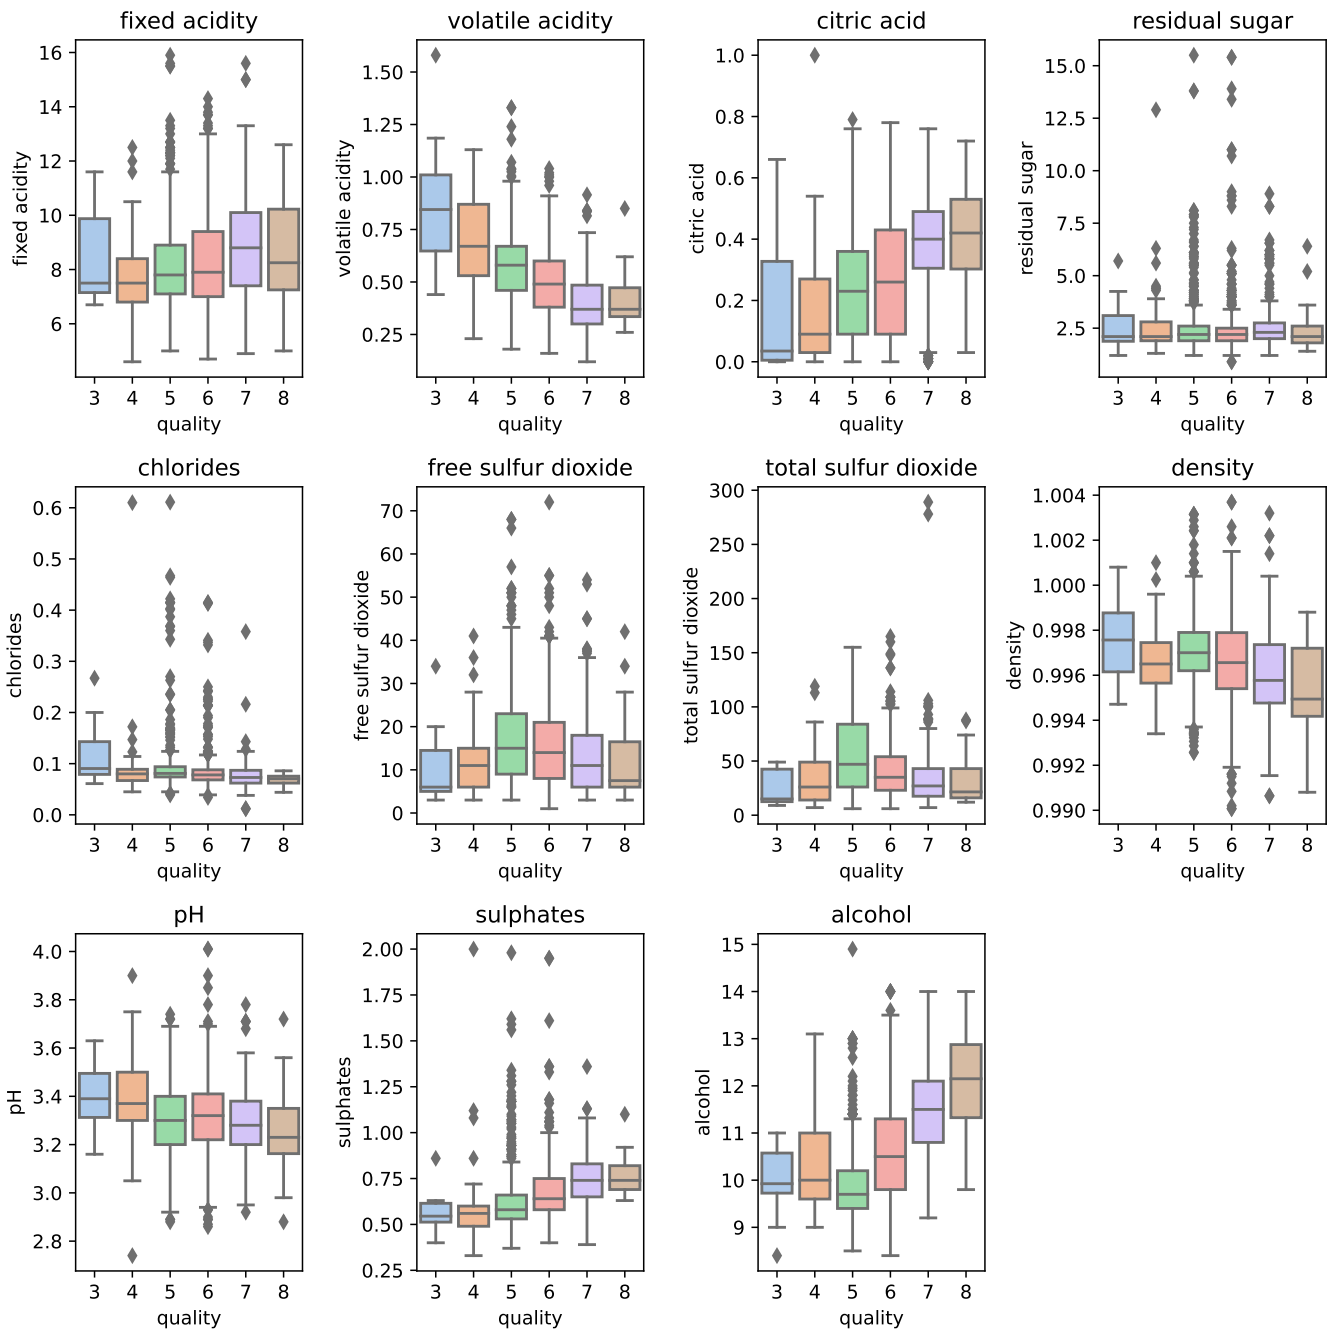 fixed acidity
fixed acidity
16
14
12
10
8
6
3 4 5 6 7 8
quality
volatile acidity
volatile acidity
1.50
1.25
1.00
0.75
0.50
0.25
3 4 5 6 7 8
quality
citric acid
citric acid
1.0
0.8
0.6
0.4
0.2
0.0
3 4 5 6 7 8
quality
residual sugar
residual sugar
15.0
12.5
10.0
7.5
5.0
2.5
3 4 5 6 7 8
quality
chlorides
chlorides
0.6
0.5
0.4
0.3
0.2
0.1
0.0
3 4 5 6 7 8
quality
free sulfur dioxide
free sulfur dioxide
70
60
50
40
30
20
10
0
3 4 5 6 7 8
quality
total sulfur dioxide
total sulfur dioxide
300
250
200
150
100
50
0
3 4 5 6 7 8
quality
density
density
1.004
1.002
1.000
0.998
0.996
0.994
0.992
0.990
3 4 5 6 7 8
quality
pH
pH
4.0
3.8
3.6
3.4
3.2
3.0
2.8
3 4 5 6 7 8
quality
sulphates
sulphates
2.00
1.75
1.50
1.25
1.00
0.75
0.50
0.25
3 4 5 6 7 8
quality
alcohol
alcohol
15
14
13
12
11
10
9
3 4 5 6 7 8
quality